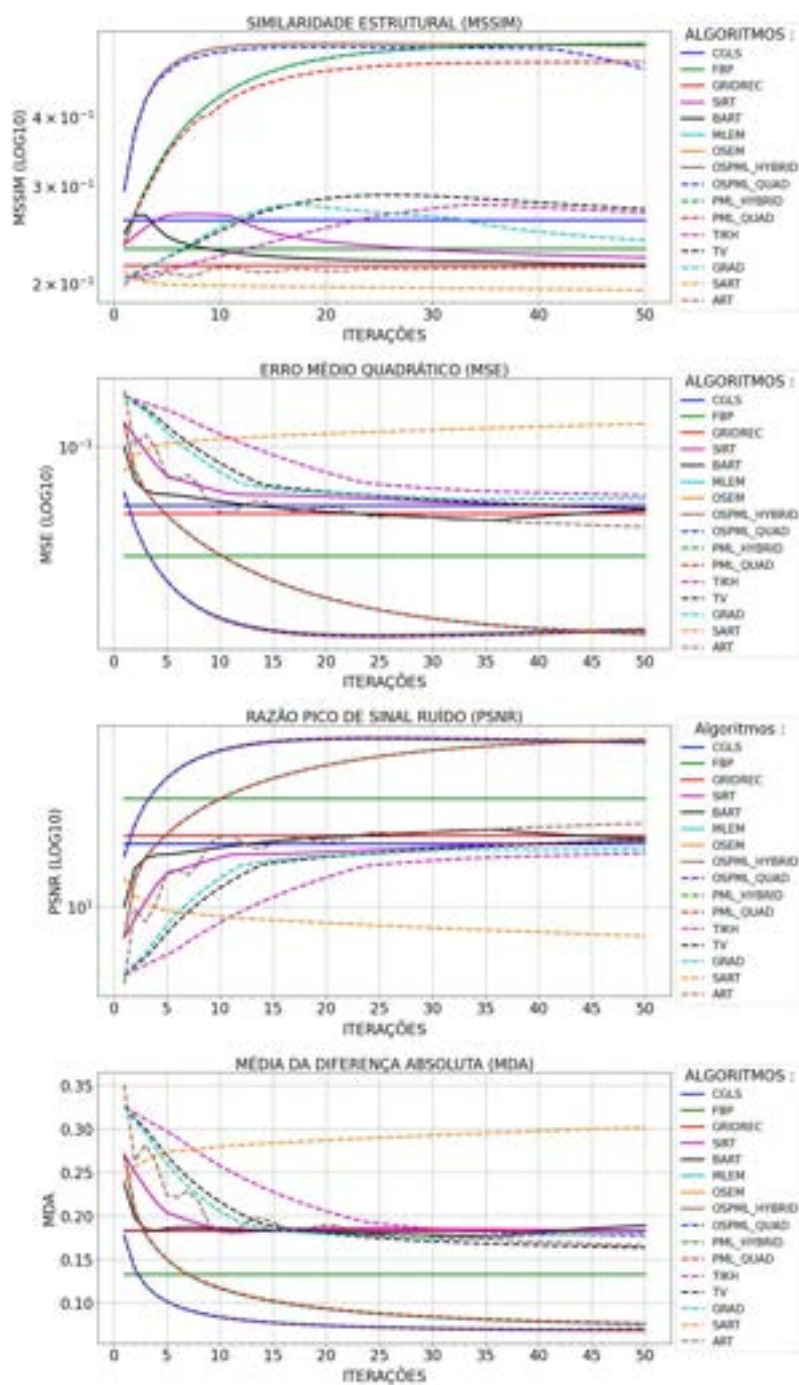 SIMILARIDADE ESTRUTURAL (MSSIM)
MSSIM (LOG10)
4 × 10⁻¹
3 × 10⁻¹
2 × 10⁻¹
0 5 10 15 20 25 30 35 40 45 50
ITERAÇÕES
ALGORITMOS :
CGLS
FBP
GRIDREC
SIRT
BART
MLEM
OSEM
OSPML_HYBRID
OSPML_QUAD
PML_HYBRID
PML_QUAD
TIKH
TV
GRAD
SART
ART
ERRO MÉDIO QUADRÁTICO (MSE)
MSE (LOG10)
10⁻¹
0 5 10 15 20 25 30 35 40 45 50
ITERAÇÕES
ALGORITMOS :
CGLS
FBP
GRIDREC
SIRT
BART
MLEM
OSEM
OSPML_HYBRID
OSPML_QUAD
PML_HYBRID
PML_QUAD
TIKH
TV
GRAD
SART
ART
RAZÃO PICO DE SINAL RUÍDO (PSNR)
PSNR (LOG10)
10¹
0 5 10 15 20 25 30 35 40 45 50
ITERAÇÕES
Algoritmos :
CGLS
FBP
GRIDREC
SIRT
BART
MLEM
OSEM
OSPML_HYBRID
OSPML_QUAD
PML_HYBRID
PML_QUAD
TIKH
TV
GRAD
SART
ART
MÉDIA DA DIFERENÇA ABSOLUTA (MDA)
MDA
0.35
0.30
0.25
0.20
0.15
0.10
0 5 10 15 20 25 30 35 40 45 50
ITERAÇÕES
ALGORITMOS :
CGLS
FBP
GRIDREC
SIRT
BART
MLEM
OSEM
OSPML_HYBRID
OSPML_QUAD
PML_HYBRID
PML_QUAD
TIKH
TV
GRAD
SART
ART